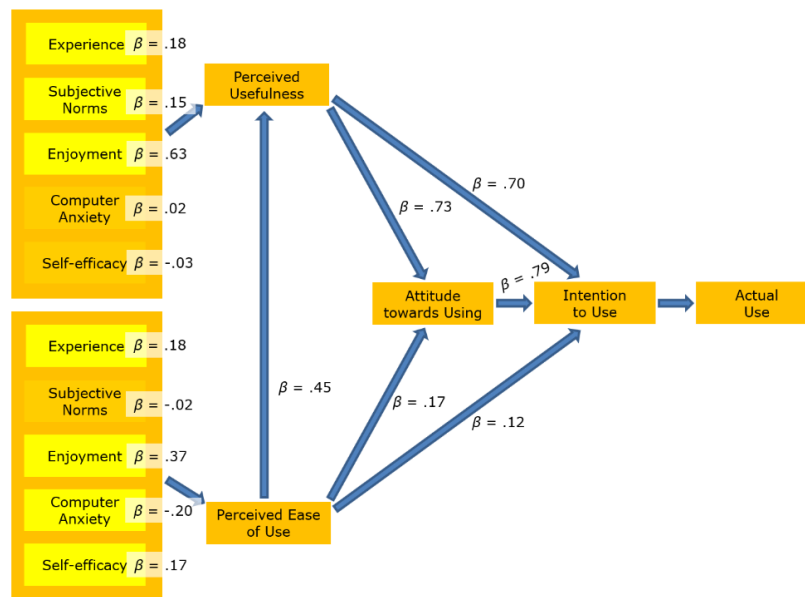 Experience β = .18
Subjective
Norms β = .15
Enjoyment β = .63
Computer
Anxiety β = .02
Self-efficacy β = -.03
Perceived
Usefulness
β = .70
β = .73
β = .79
Attitude
towards Using
Intention
to Use
Actual
Use
Experience β = .18
Subjective
Norms β = -.02
Enjoyment β = .37
Computer
Anxiety β = -.20
Self-efficacy β = .17
β = .45
β = .17
β = .12
Perceived Ease
of Use